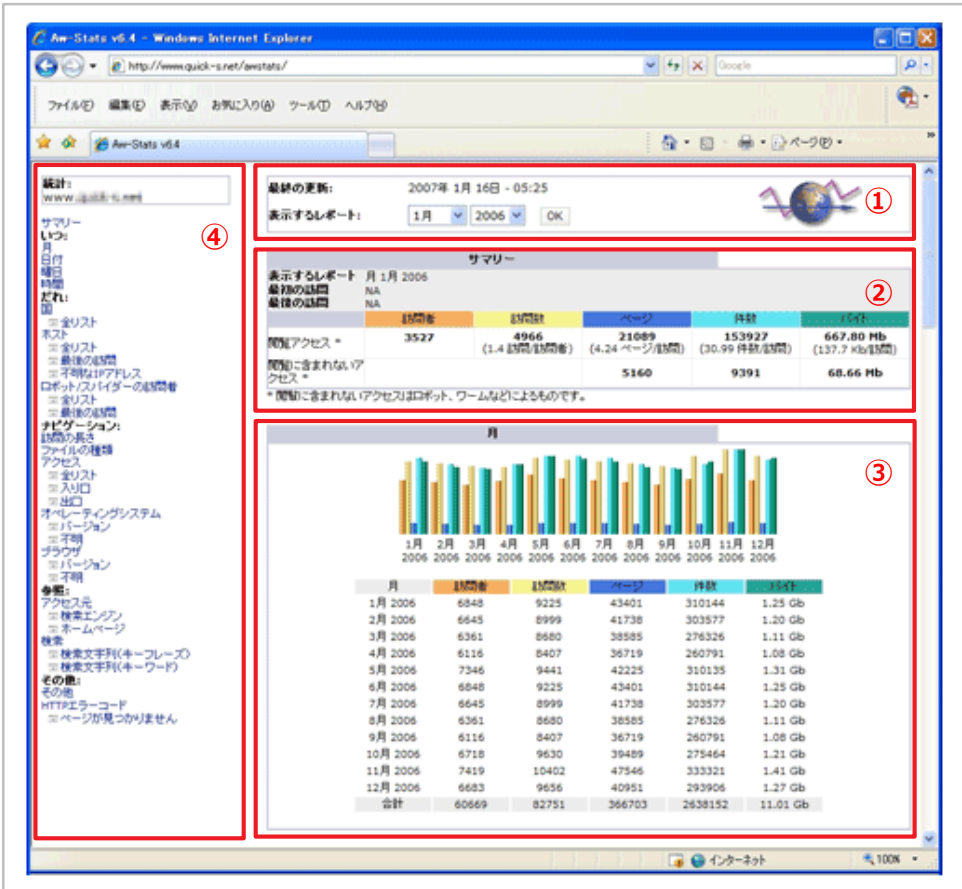 Aw-Stats v6.4 - Windows Internet Explorer
http://www.quick-s.net/awstats/
Google
ファイル(F) 編集(E) 表示(V) お気に入り(A) ツール(T) ヘルプ(H)
Aw-Stats v6.4
ページ(P)
統計:
www.
④
サマリー
いつ:
月
日付
曜日
時間
だれ:
国
全リスト
ホスト
全リスト
最後の訪問
不明なIPアドレス
ロボット/スパイダーの訪問者
全リスト
最後の訪問
ナビゲーション:
訪問の長さ
ファイルの種類
アクセス
全リスト
入り口
出口
オペレーティングシステム
バージョン
不明
ブラウザ
バージョン
不明
参照:
アクセス元
検索エンジン
ホームページ
検索
検索文字列(キーフレーズ)
検索文字列(キーワード)
その他:
その他
HTTPエラーコード
ページが見つかりません
①
最終の更新: 2007年 1月 16日 - 05:25
表示するレポート: 1月 2006 OK
②
サマリー
表示するレポート 月 1月 2006
最初の訪問 NA
最後の訪問 NA
訪問者 訪問数 ページ 件数 バイト
閲覧アクセス * 3527 4966 21089 153927 667.80 Mb
(1.4 訪問/訪問者) (4.24 ページ/訪問) (30.99 件数/訪問) (137.7 Kb/訪問)
閲覧に含まれないアクセス * 5160 9391 68.66 Mb
* 閲覧に含まれないアクセスはロボット、ワームなどによるものです。
③
月
1月 2月 3月 4月 5月 6月 7月 8月 9月 10月 11月 12月
2006 2006 2006 2006 2006 2006 2006 2006 2006 2006 2006 2006
月 訪問者 訪問数 ページ 件数 バイト
1月 2006 6848 9225 43401 310144 1.25 Gb
2月 2006 6645 8999 41738 303577 1.20 Gb
3月 2006 6361 8680 38585 276326 1.11 Gb
4月 2006 6116 8407 36719 260791 1.08 Gb
5月 2006 7346 9441 42225 310135 1.31 Gb
6月 2006 6848 9225 43401 310144 1.25 Gb
7月 2006 6645 8999 41738 303577 1.20 Gb
8月 2006 6361 8680 38585 276326 1.11 Gb
9月 2006 6116 8407 36719 260791 1.08 Gb
10月 2006 6718 9630 39489 275464 1.21 Gb
11月 2006 7419 10402 47546 333321 1.41 Gb
12月 2006 6683 9656 40951 293906 1.27 Gb
合計 60669 82751 366703 2638152 11.01 Gb
インターネット 100%